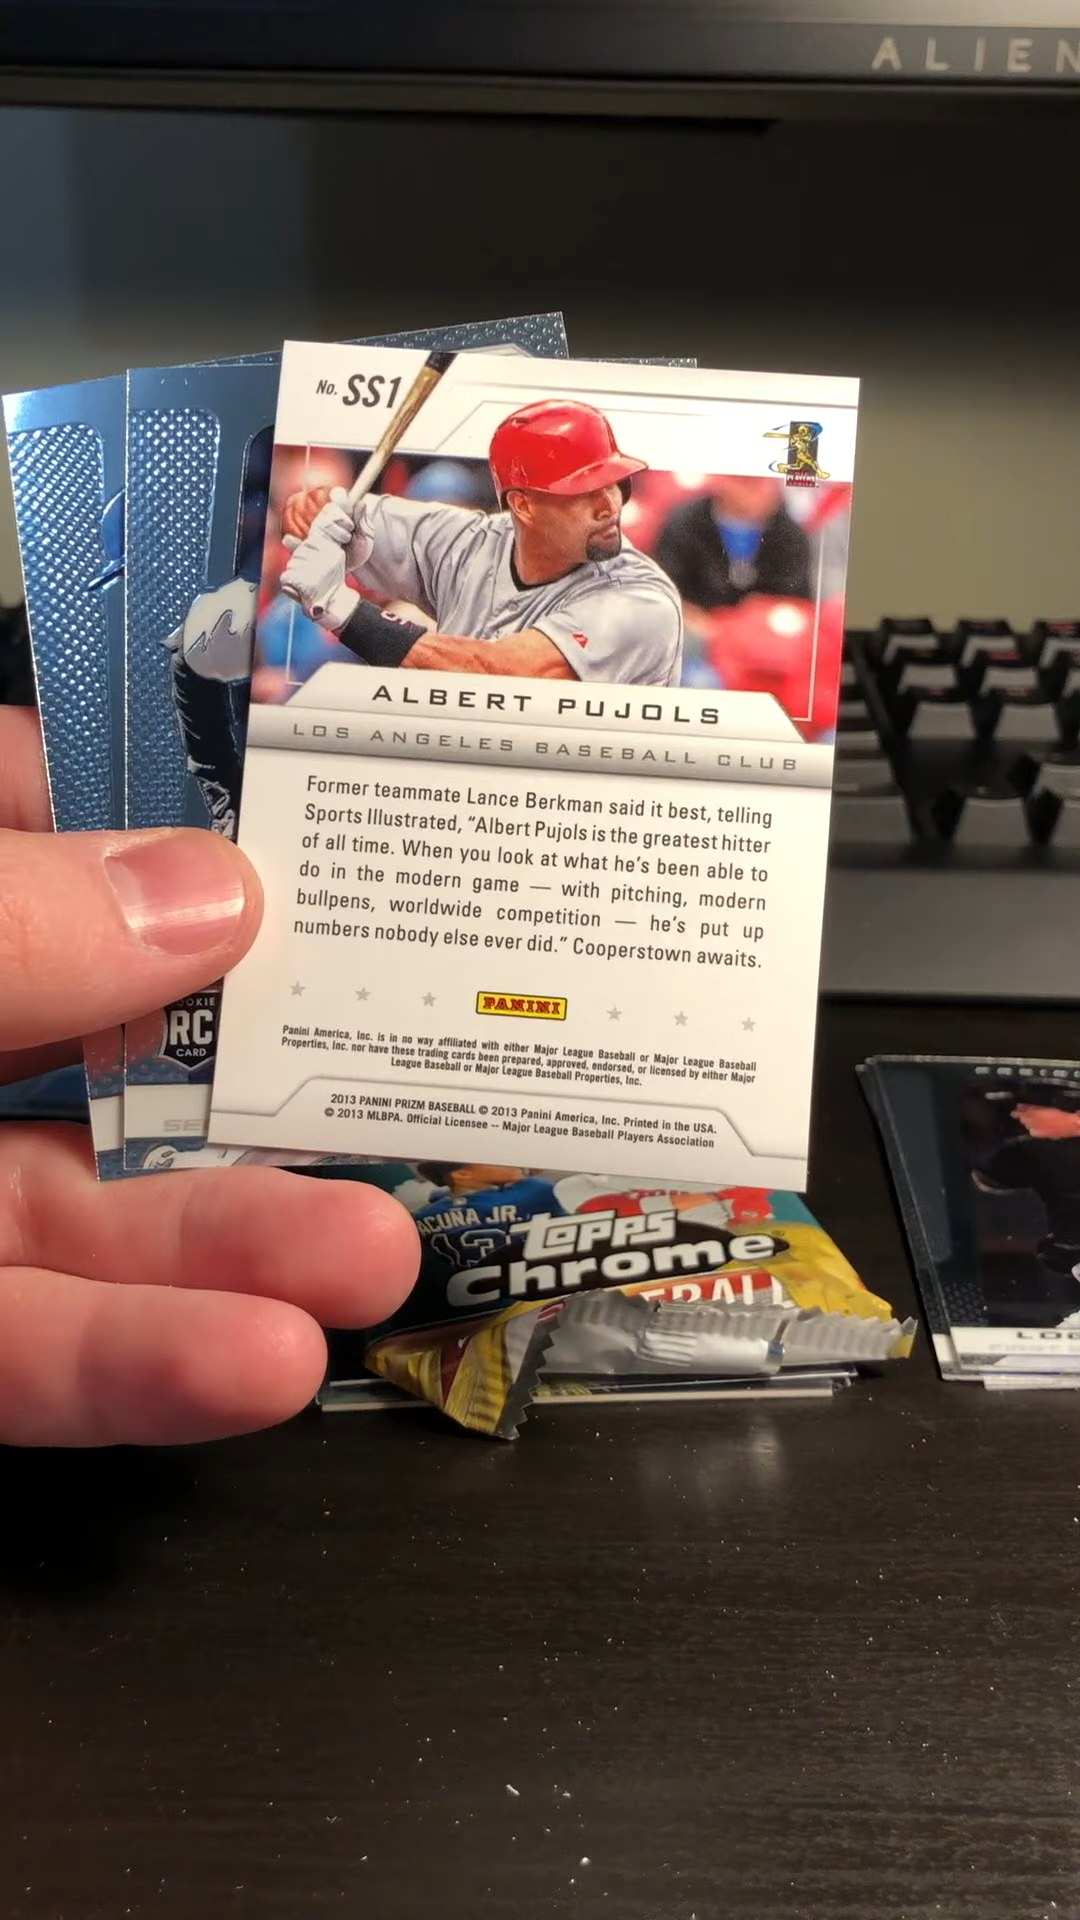 ALIEN
No. SS1
ALBERT PUJOLS
LOS ANGELES BASEBALL CLUB
Former teammate Lance Berkman said it best, telling
Sports Illustrated, “Albert Pujols is the greatest hitter
of all time. When you look at what he’s been able to
do in the modern game — with pitching, modern
bullpens, worldwide competition — he’s put up
numbers nobody else ever did.” Cooperstown awaits.
PANINI
Panini America, Inc. is in no way affiliated with either Major League Baseball or Major League Baseball
Properties, Inc. nor have these trading cards been prepared, approved, endorsed, or licensed by either Major
League Baseball or Major League Baseball Properties, Inc.
2013 PANINI PRIZM BASEBALL © 2013 Panini America, Inc. Printed in the USA.
© 2013 MLBPA. Official Licensee -- Major League Baseball Players Association
OOKIE
RC
CARD
SE
ACUÑA JR.
13
TOPPS
Chrome
EBALL
LOG